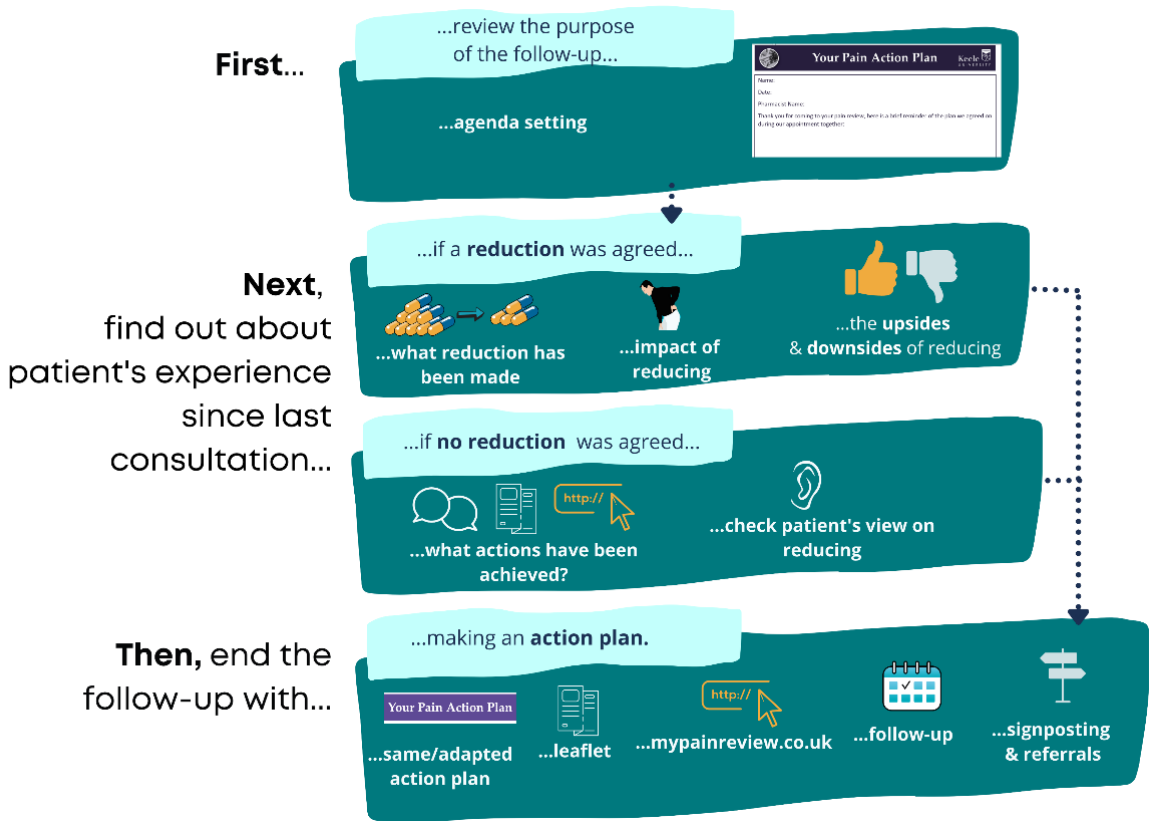 First...
...review the purpose
of the follow-up...
...agenda setting
Your Pain Action Plan
Keele
UNIVERSITY
Name:
Date:
Pharmacist Name:
Thank you for coming to your pain review, here is a brief reminder of the plan we agreed on
during our appointment together:
Next,
find out about
patient's experience
since last
consultation...
...if a reduction was agreed...
...what reduction has
been made
...impact of
reducing
...the upsides
& downsides of reducing
...if no reduction was agreed...
http://
...what actions have been
achieved?
...check patient's view on
reducing
Then, end the
follow-up with...
...making an action plan.
Your Pain Action Plan
...same/adapted
action plan
...leaflet
http://
...mypainreview.co.uk
...follow-up
...signposting
& referrals